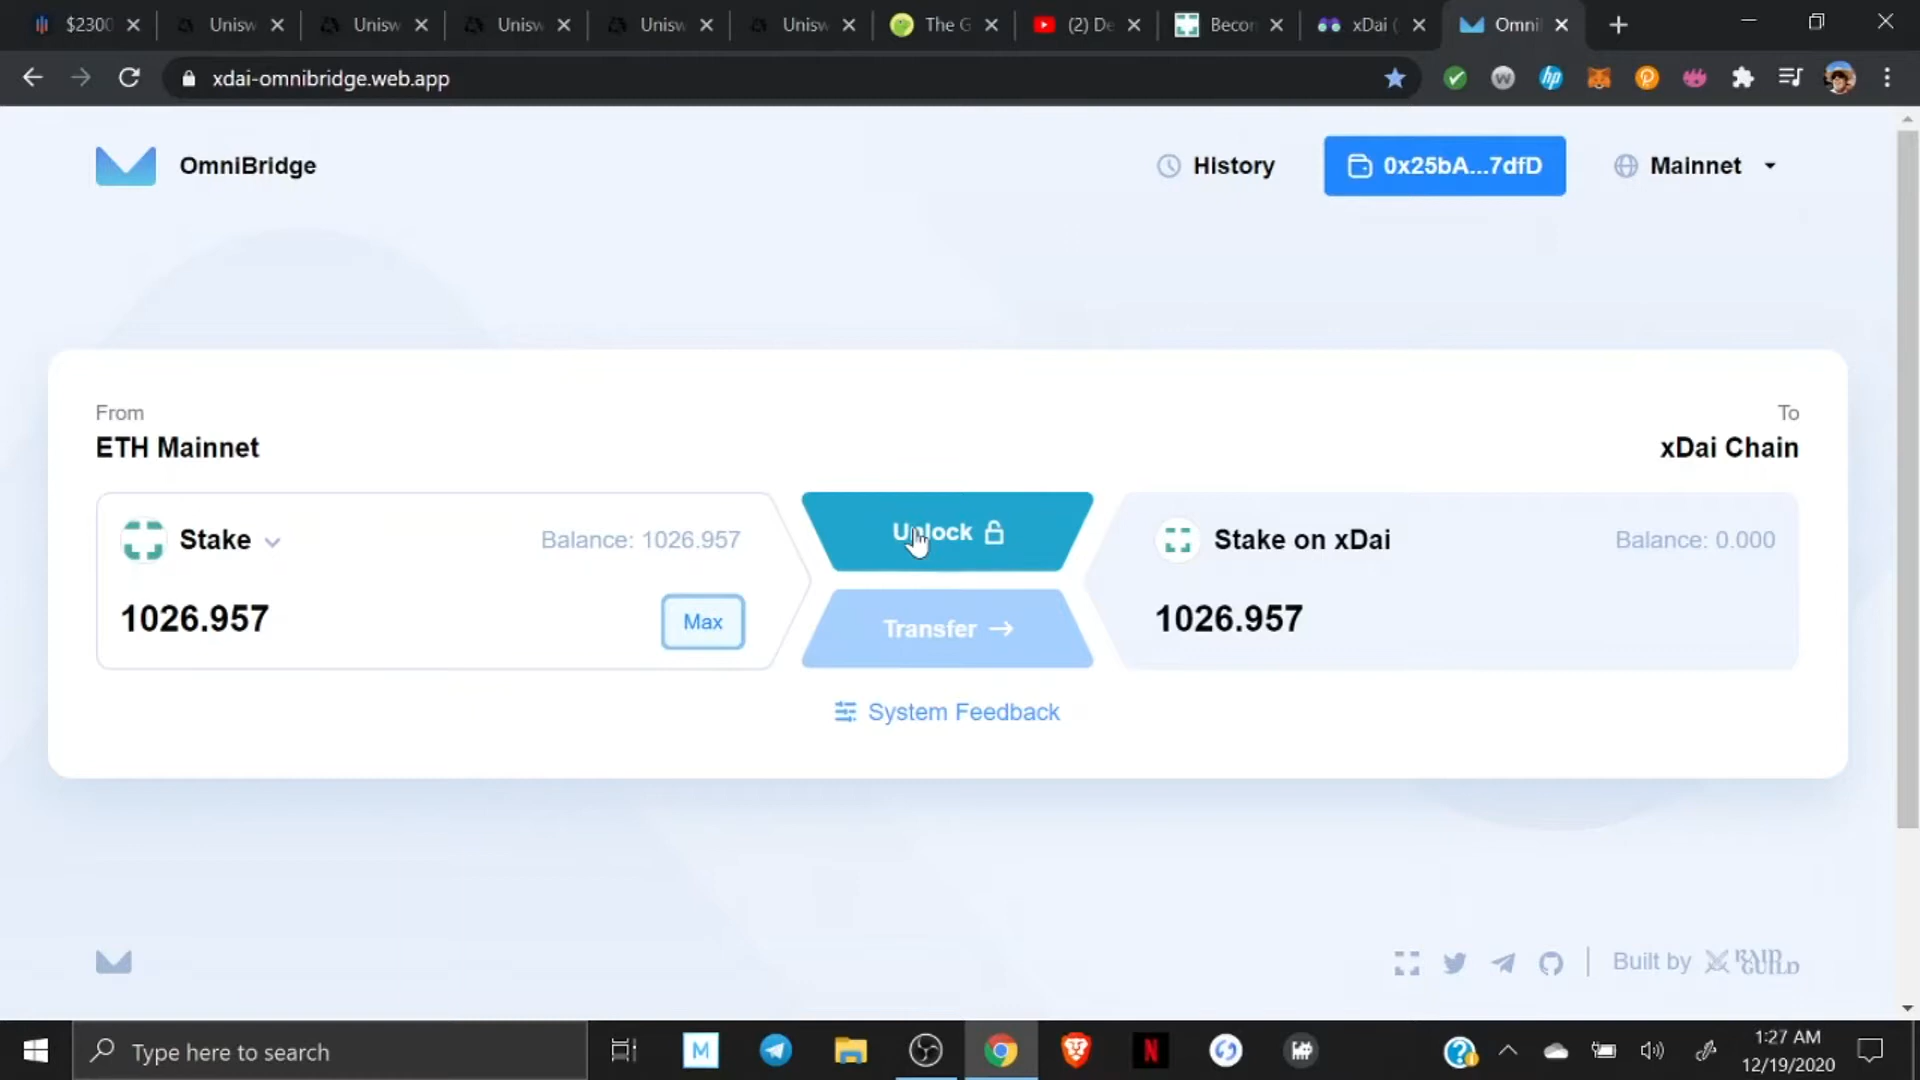 $2300
Unisw
Unisw
Unisw
Unisw
Unisw
The G
(2) De
Becon
xDai (
Omni
xdai-omnibridge.web.app
OmniBridge
History
0x25bA...7dfD
Mainnet
From
To
ETH Mainnet
xDai Chain
Stake
Balance: 1026.957
Unlock
Stake on xDai
Balance: 0.000
1026.957
Max
Transfer
1026.957
System Feedback
Built by
RAID GUILD
Type here to search
1:27 AM
12/19/2020